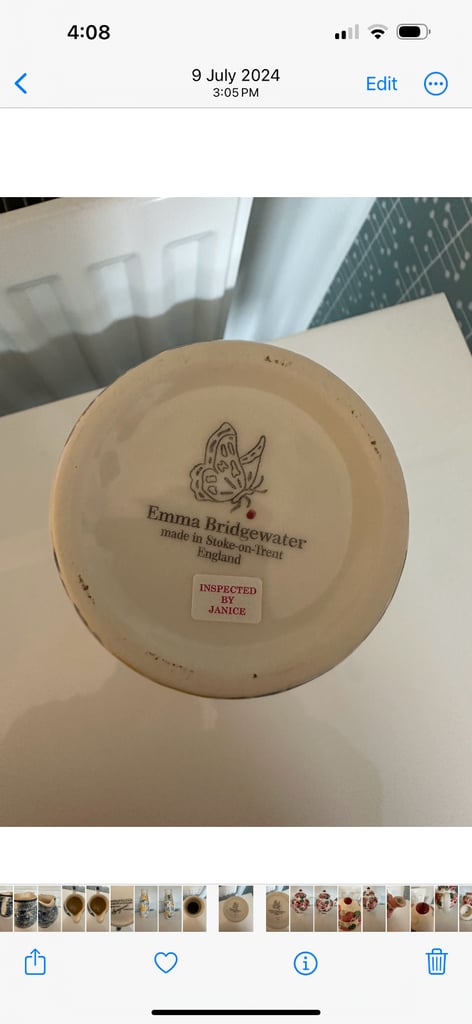 4:08
9 July 2024
3:05 PM
Edit
Emma Bridgewater
made in Stoke-on-Trent
England
INSPECTED
BY
JANICE